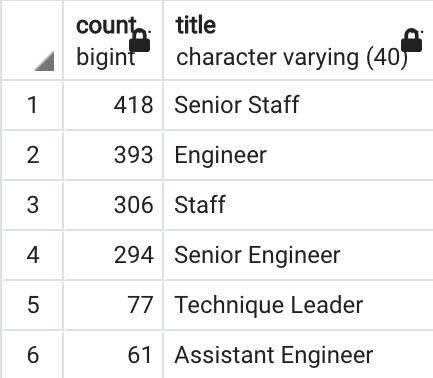 count title
bigint character varying (40)
1 418 Senior Staff
2 393 Engineer
3 306 Staff
4 294 Senior Engineer
5 77 Technique Leader
6 61 Assistant Engineer